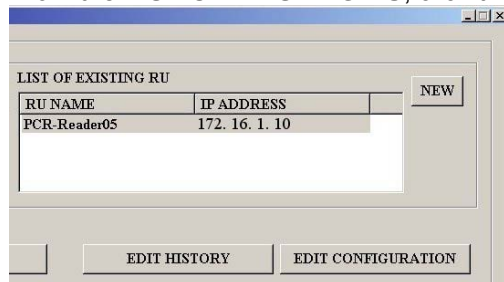 LIST OF EXISTING RU
NEW
RU NAME IP ADDRESS
PCR-Reader05 172. 16. 1. 10
EDIT HISTORY EDIT CONFIGURATION